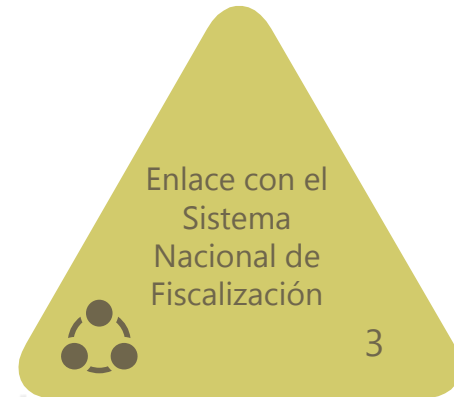 Enlace con el
Sistema
Nacional de
Fiscalización
3